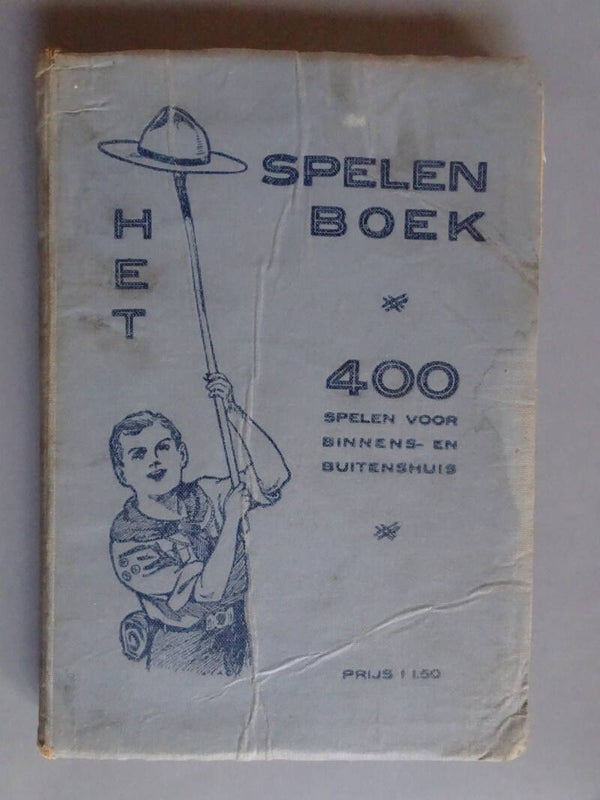 HET
SPELEN
BOEK
400
SPELEN VOOR
BINNENS- EN
BUITENSHUIS
PRIJS f 1.50